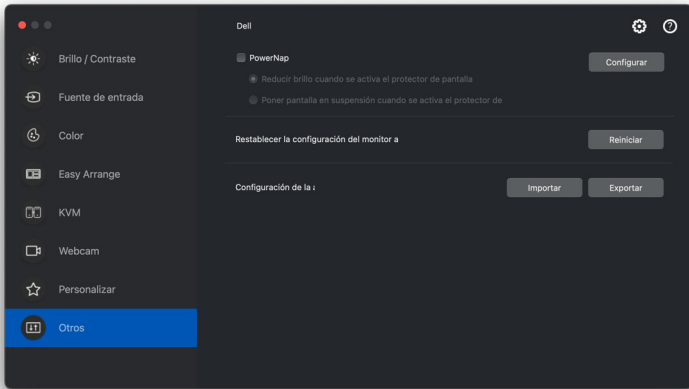 Dell
Brillo / Contraste
Fuente de entrada
Color
Easy Arrange
KVM
Webcam
Personalizar
Otros
PowerNap
Configurar
Reducir brillo cuando se activa el protector de pantalla
Poner pantalla en suspensión cuando se activa el protector de
Restablecer la configuración del monitor a
Reiniciar
Configuración de la
Importar
Exportar